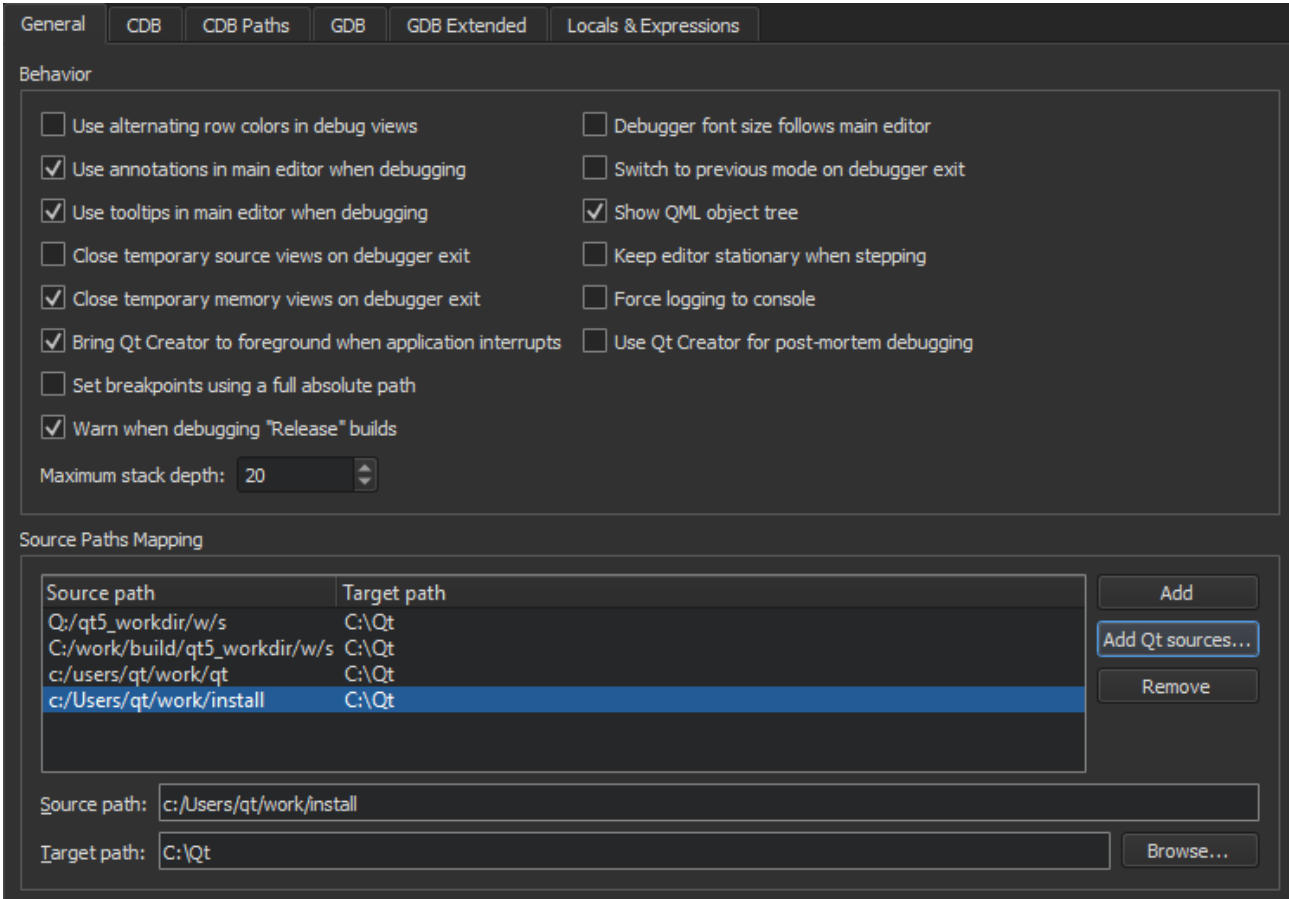 General CDB CDB Paths GDB GDB Extended Locals & Expressions
Behavior
Use alternating row colors in debug views
Use annotations in main editor when debugging
Use tooltips in main editor when debugging
Close temporary source views on debugger exit
Close temporary memory views on debugger exit
Bring Qt Creator to foreground when application interrupts
Set breakpoints using a full absolute path
Warn when debugging "Release" builds
Debugger font size follows main editor
Switch to previous mode on debugger exit
Show QML object tree
Keep editor stationary when stepping
Force logging to console
Use Qt Creator for post-mortem debugging
Maximum stack depth: 20
Source Paths Mapping
Source path Target path
Q:/qt5_workdir/w/s C:\Qt
C:/work/build/qt5_workdir/w/s C:\Qt
c:/users/qt/work/qt C:\Qt
c:/Users/qt/work/install C:\Qt
Add
Add Qt sources...
Remove
Source path: c:/Users/qt/work/install
Target path: C:\Qt Browse...